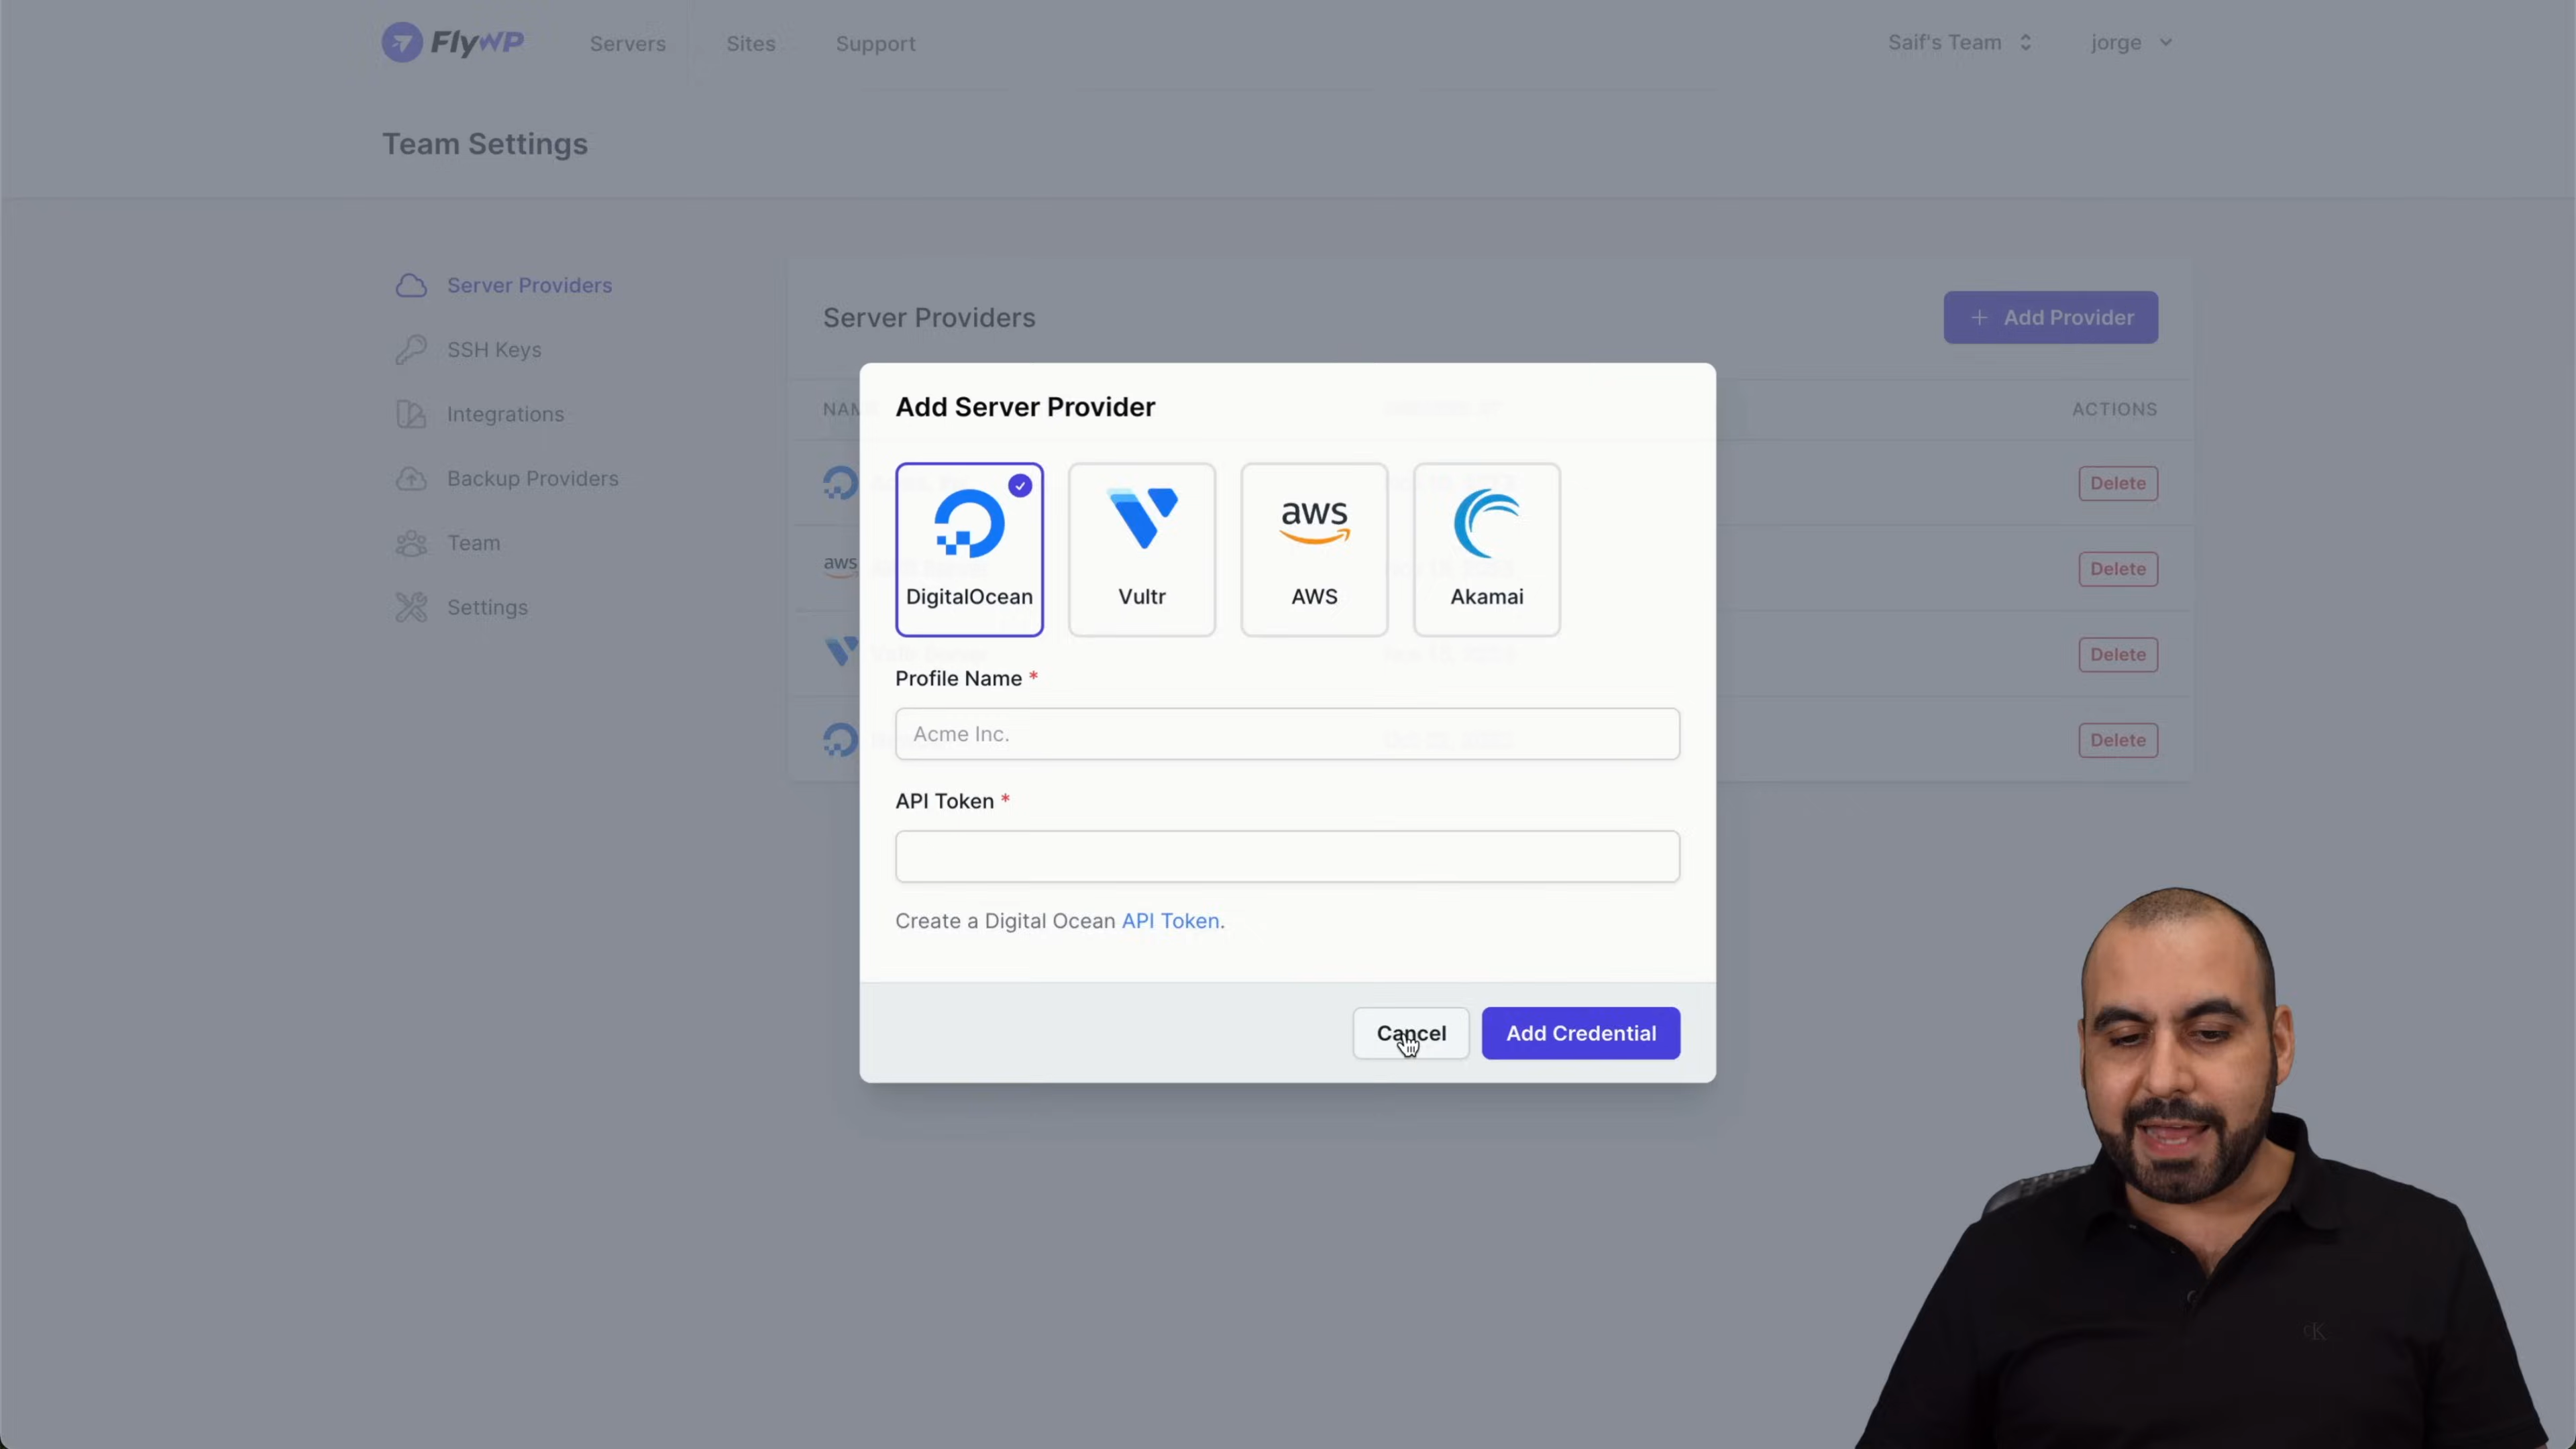 FlyWP
Servers
Sites
Support
Saif's Team
jorge
Team Settings
Server Providers
SSH Keys
Integrations
Backup Providers
Team
Settings
Server Providers
+ Add Provider
ACTIONS
aws
Delete
Delete
Delete
Delete
Add Server Provider
DigitalOcean
aws
Vultr
AWS
Akamai
Profile Name *
Acme Inc.
API Token *
Create a Digital Ocean API Token.
Cancel
Add Credential